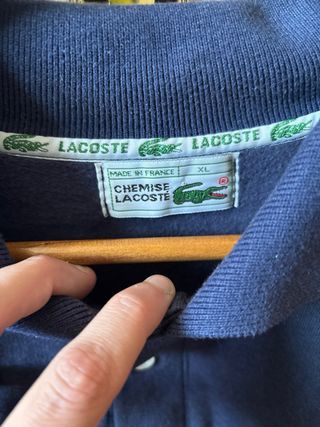 LACOSTE
LACOSTE
MADE IN FRANCE XL
CHEMISE
LACOSTE ®